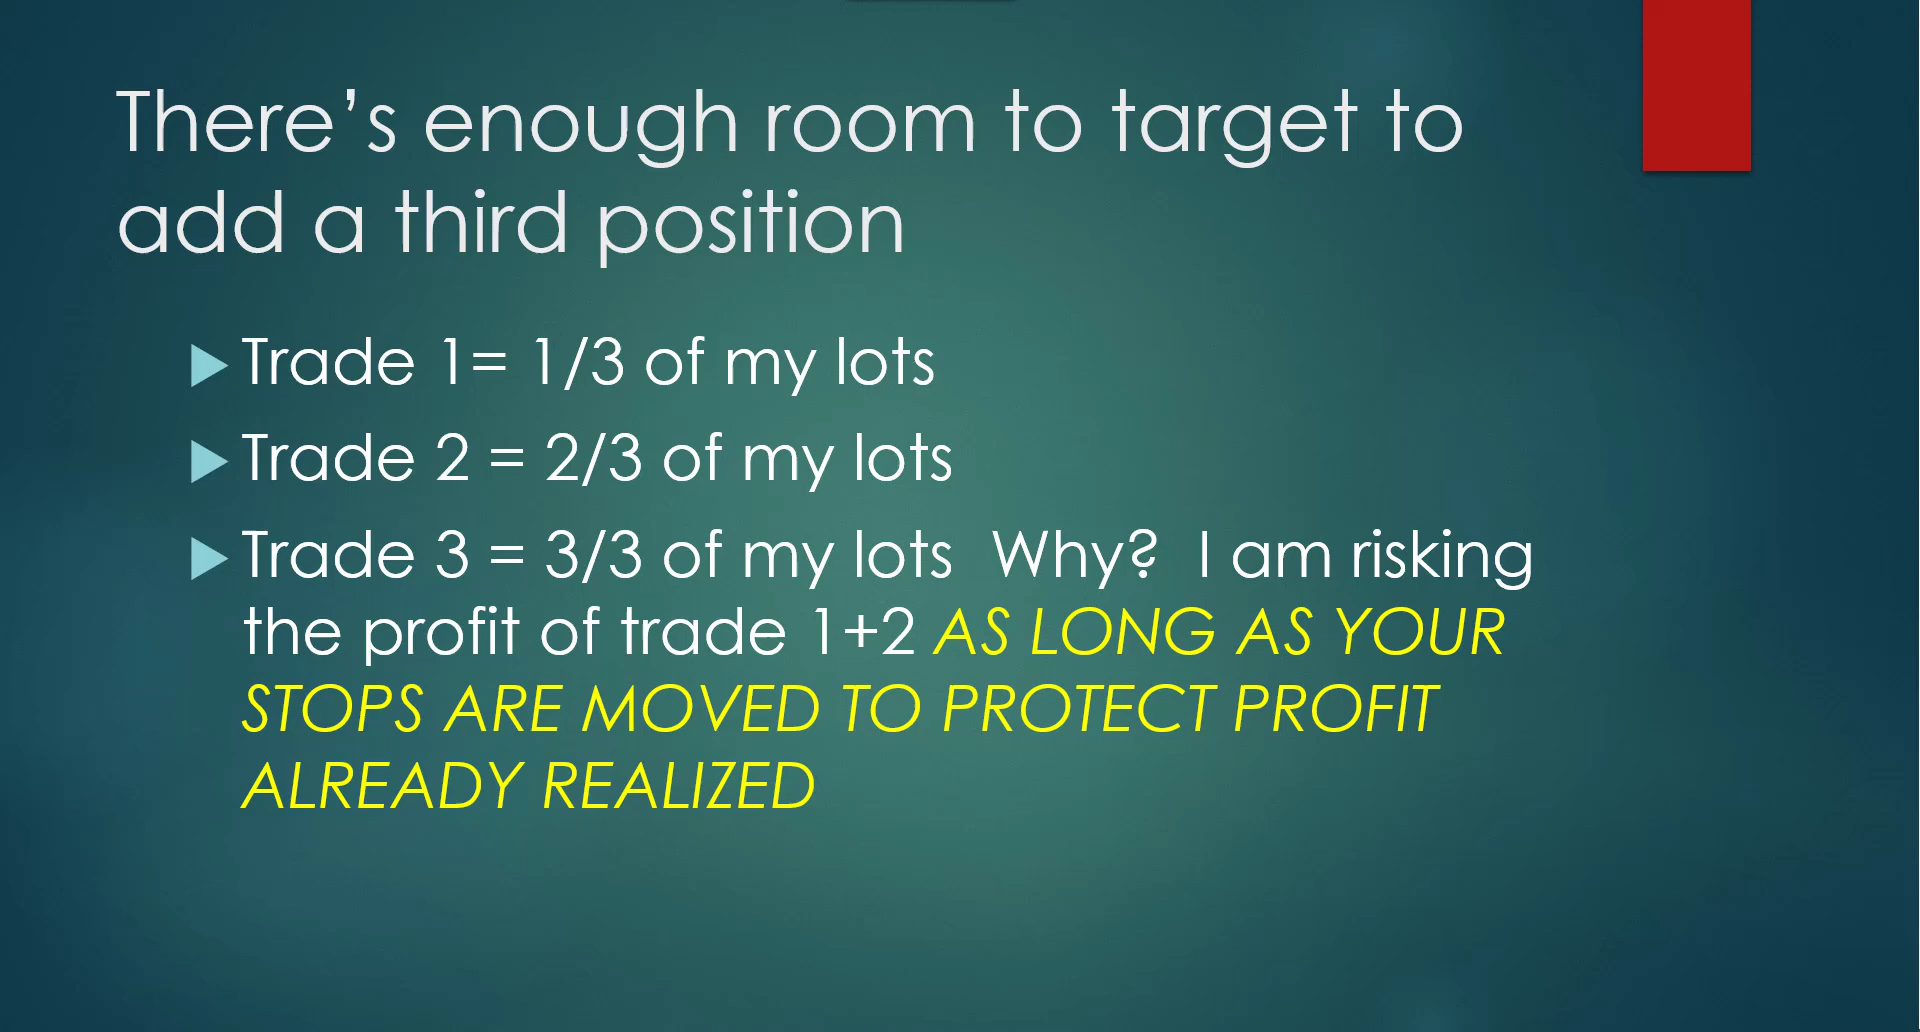 There’s enough room to target to
add a third position
Trade 1= 1/3 of my lots
Trade 2 = 2/3 of my lots
Trade 3 = 3/3 of my lots  Why?  I am risking
the profit of trade 1+2 AS LONG AS YOUR
STOPS ARE MOVED TO PROTECT PROFIT
ALREADY REALIZED